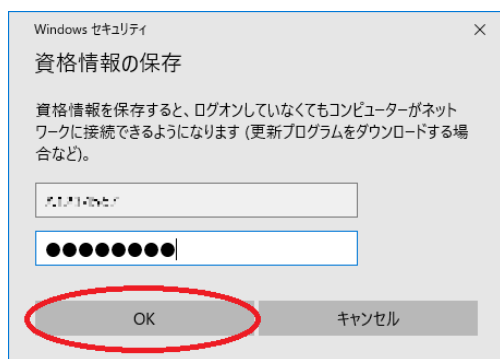 Windows セキュリティ
資格情報の保存
資格情報を保存すると、ログオンしていなくてもコンピューターがネット
ワークに接続できるようになります (更新プログラムをダウンロードする場
合など)。
●●●●●●●●
OK
キャンセル